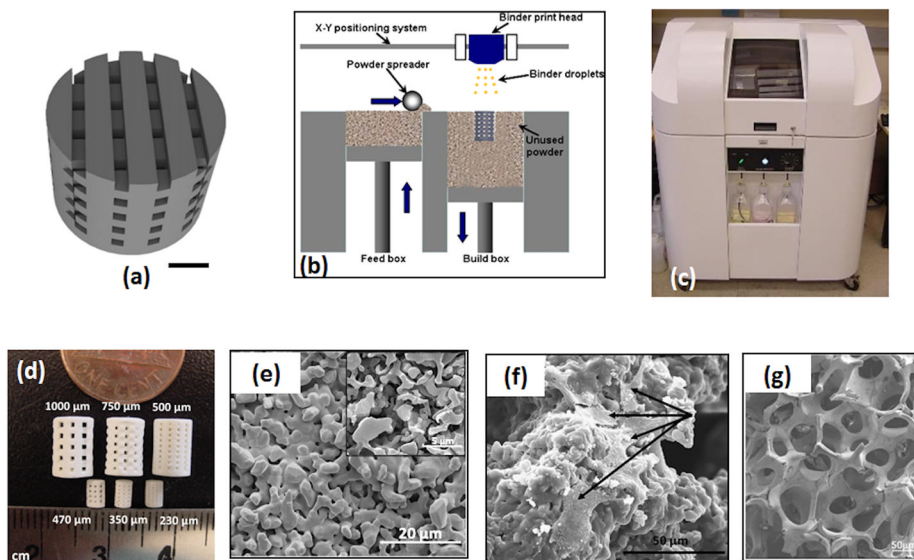 (a)
X-Y positioning system
Binder print head
Powder spreader
Binder droplets
Unused
powder
(b)
Feed box
Build box
(c)
(d)
ONE CENT
1000 µm 750 µm 500 µm
470 µm 350 µm 230 µm
cm 3 4
(e)
5 µm
20 µm
(f)
50 µm
(g)
50µm